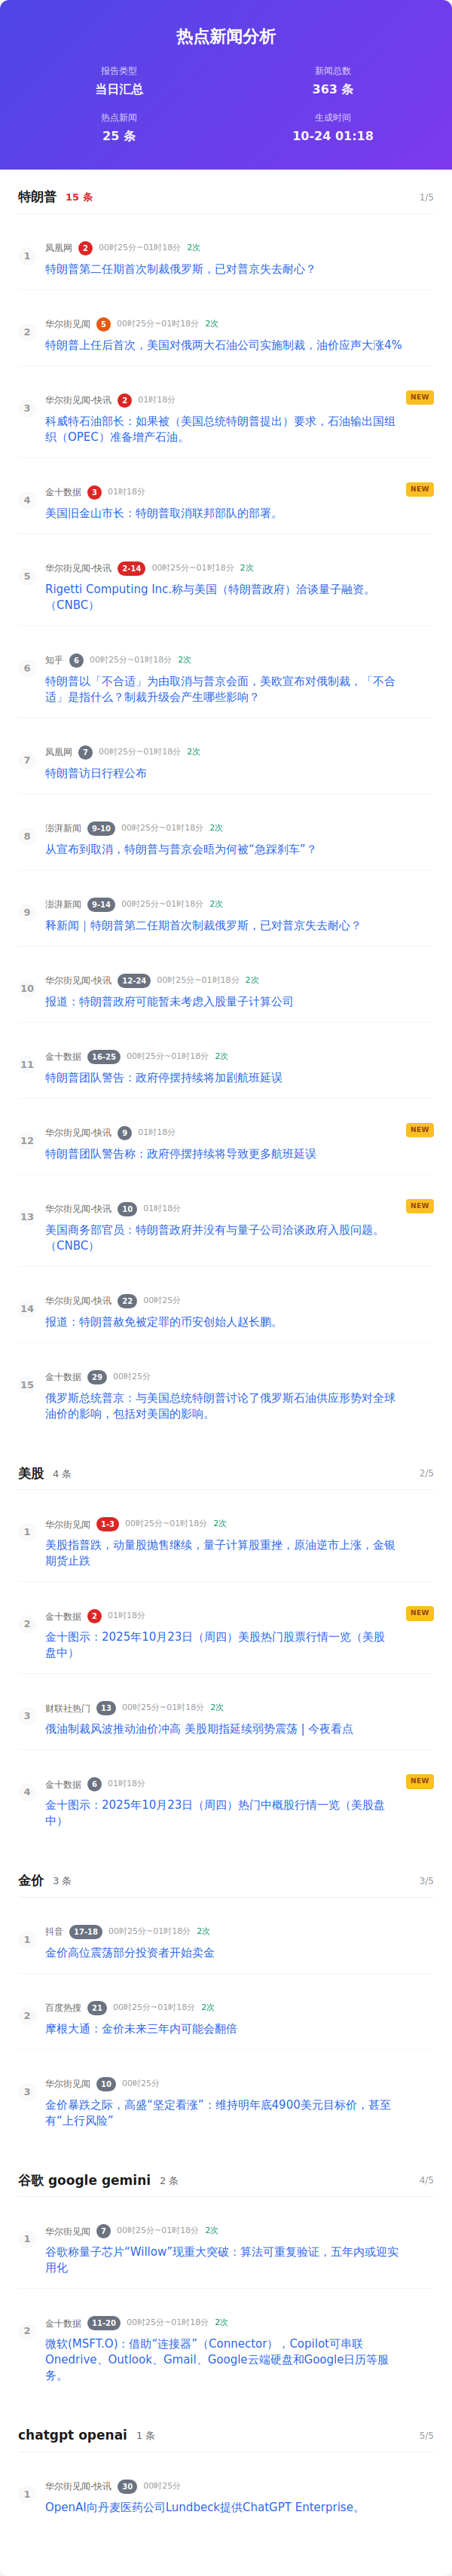 热点新闻分析
报告类型
新闻总数
当日汇总
363 条
热点新闻
生成时间
25 条
10-24 01:18
特朗普 15 条 1/5
1 凤凰网 2 00时25分~01时18分 2次
特朗普第二任期首次制裁俄罗斯，已对普京失去耐心？
2 华尔街见闻 5 00时25分~01时18分 2次
特朗普上任后首次，美国对俄两大石油公司实施制裁，油价应声大涨4%
3 华尔街见闻-快讯 2 01时18分 NEW
科威特石油部长：如果被（美国总统特朗普提出）要求，石油输出国组
织（OPEC）准备增产石油。
4 金十数据 3 01时18分 NEW
美国旧金山市长：特朗普取消联邦部队的部署。
5 华尔街见闻-快讯 2-14 00时25分~01时18分 2次
Rigetti Computing Inc.称与美国（特朗普政府）洽谈量子融资。
（CNBC）
6 知乎 6 00时25分~01时18分 2次
特朗普以「不合适」为由取消与普京会面，美欧宣布对俄制裁，「不合
适」是指什么？制裁升级会产生哪些影响？
7 凤凰网 7 00时25分~01时18分 2次
特朗普访日行程公布
8 澎湃新闻 9-10 00时25分~01时18分 2次
从宣布到取消，特朗普与普京会晤为何被“急踩刹车”？
9 澎湃新闻 9-14 00时25分~01时18分 2次
释新闻｜特朗普第二任期首次制裁俄罗斯，已对普京失去耐心？
10 华尔街见闻-快讯 12-24 00时25分~01时18分 2次
报道：特朗普政府可能暂未考虑入股量子计算公司
11 金十数据 16-25 00时25分~01时18分 2次
特朗普团队警告：政府停摆持续将加剧航班延误
12 华尔街见闻-快讯 9 01时18分 NEW
特朗普团队警告称：政府停摆持续将导致更多航班延误
13 华尔街见闻-快讯 10 01时18分 NEW
美国商务部官员：特朗普政府并没有与量子公司洽谈政府入股问题。
（CNBC）
14 华尔街见闻-快讯 22 00时25分
报道：特朗普赦免被定罪的币安创始人赵长鹏。
15 金十数据 29 00时25分
俄罗斯总统普京：与美国总统特朗普讨论了俄罗斯石油供应形势对全球
油价的影响，包括对美国的影响。
美股 4 条 2/5
1 华尔街见闻 1-3 00时25分~01时18分 2次
美股指普跌，动量股抛售继续，量子计算股重挫，原油逆市上涨，金银
期货止跌
2 金十数据 2 01时18分 NEW
金十图示：2025年10月23日（周四）美股热门股票行情一览（美股
盘中）
3 财联社热门 13 00时25分~01时18分 2次
俄油制裁风波推动油价冲高 美股期指延续弱势震荡 | 今夜看点
4 金十数据 6 01时18分 NEW
金十图示：2025年10月23日（周四）热门中概股行情一览（美股盘
中）
金价 3 条 3/5
1 抖音 17-18 00时25分~01时18分 2次
金价高位震荡部分投资者开始卖金
2 百度热搜 21 00时25分~01时18分 2次
摩根大通：金价未来三年内可能会翻倍
3 华尔街见闻 10 00时25分
金价暴跌之际，高盛“坚定看涨”：维持明年底4900美元目标价，甚至
有“上行风险”
谷歌 google gemini 2 条 4/5
1 华尔街见闻 7 00时25分~01时18分 2次
谷歌称量子芯片“Willow”现重大突破：算法可重复验证，五年内或迎实
用化
2 金十数据 11-20 00时25分~01时18分 2次
微软(MSFT.O)：借助“连接器”（Connector），Copilot可串联
Onedrive、Outlook、Gmail、Google云端硬盘和Google日历等服
务。
chatgpt openai 1 条 5/5
1 华尔街见闻-快讯 30 00时25分
OpenAI向丹麦医药公司Lundbeck提供ChatGPT Enterprise。